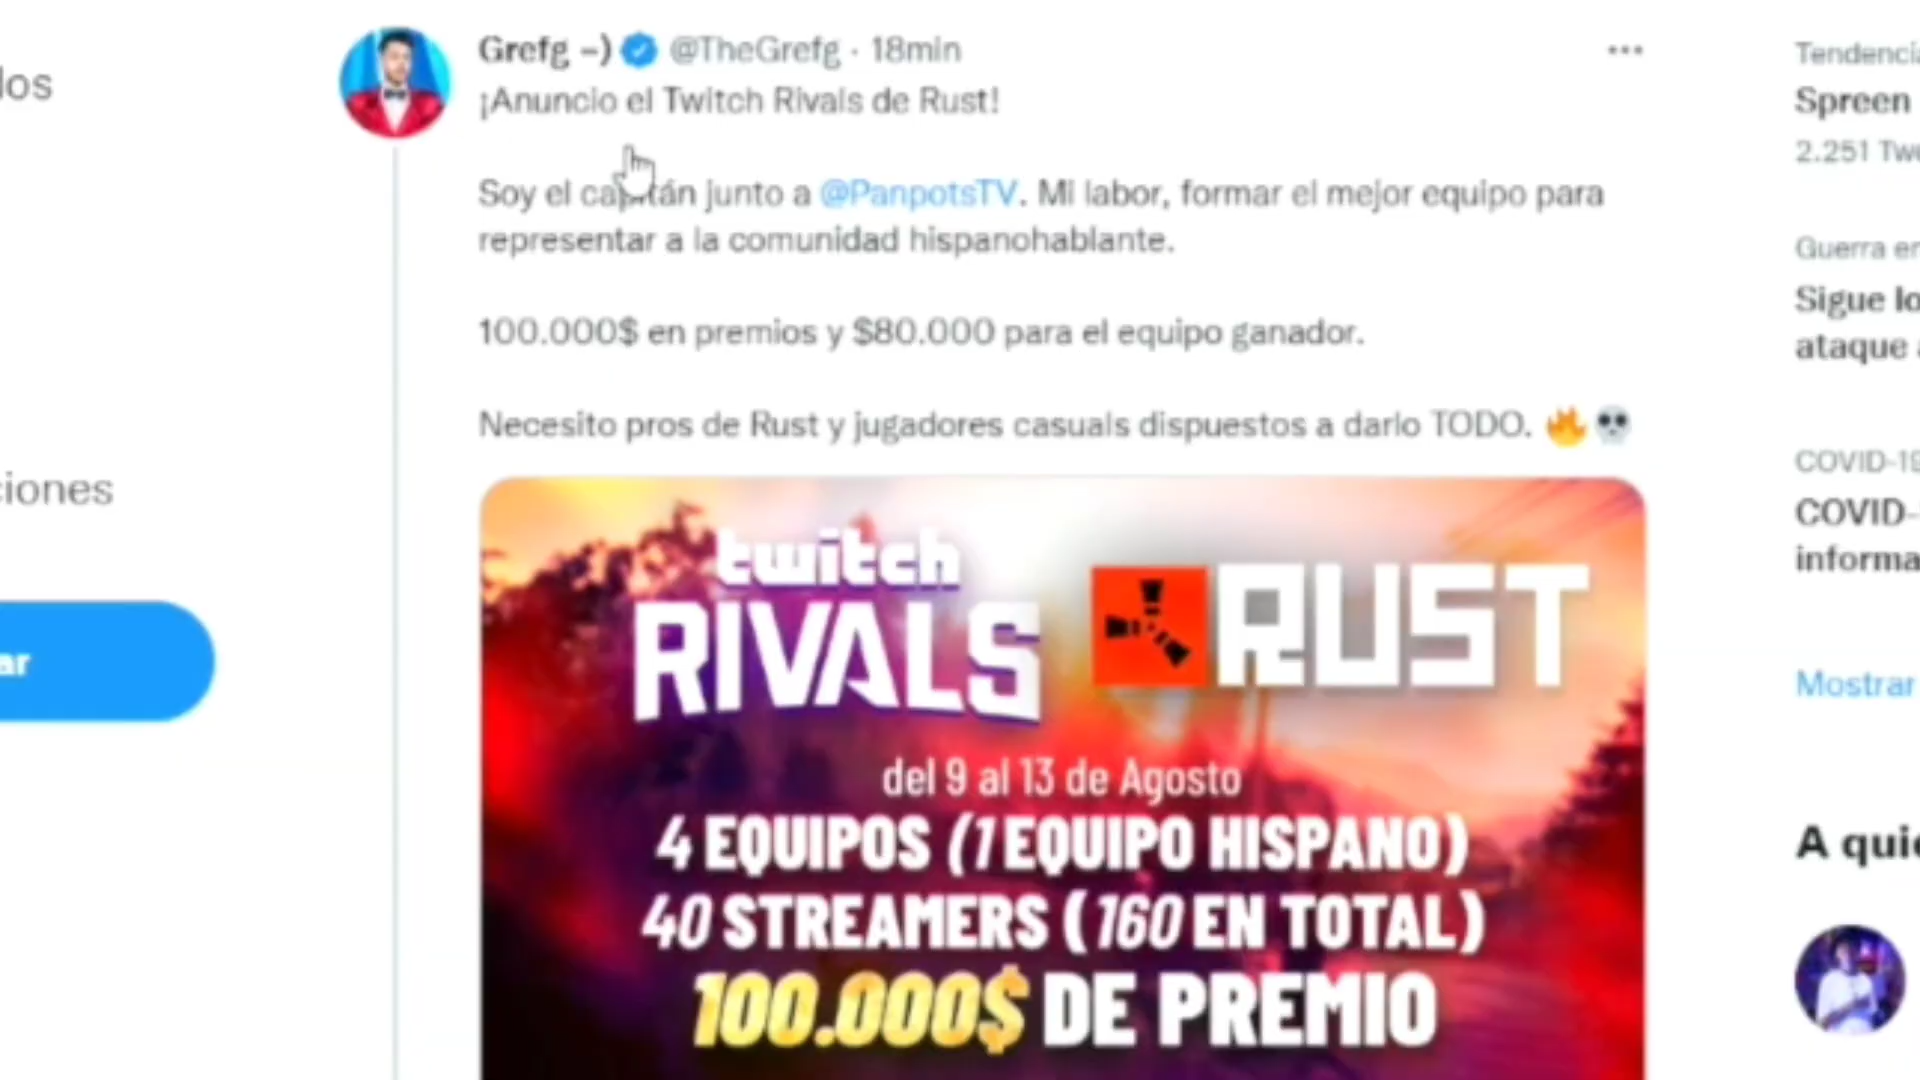 los
ciones
ar
Grefg -) @TheGrefg · 18min
¡Anuncio el Twitch Rivals de Rust!
Soy el capitán junto a @PanpotsTV. Mi labor, formar el mejor equipo para
representar a la comunidad hispanohablante.
100.000$ en premios y $80.000 para el equipo ganador.
Necesito pros de Rust y jugadores casuals dispuestos a darlo TODO. 🔥💀
twitch
RIVALS
RUST
del 9 al 13 de Agosto
4 EQUIPOS (1 EQUIPO HISPANO)
40 STREAMERS (160 EN TOTAL)
100.000$ DE PREMIO
Tendencia
Spreen
2.251 Twe
Guerra en
Sigue lo
ataque a
COVID-19
COVID-
informa
Mostrar
A quié